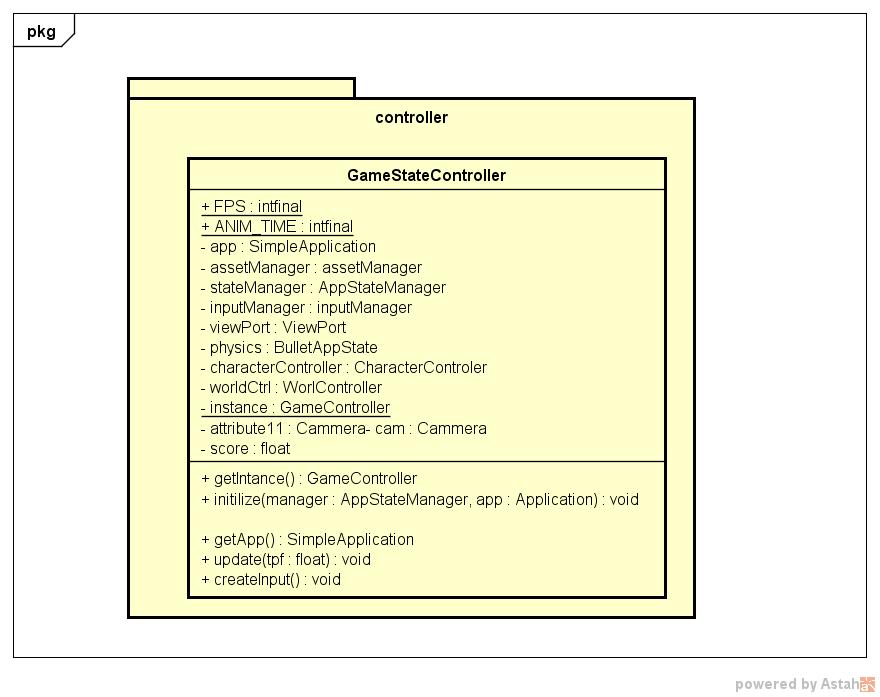 pkg
controller
GameStateController
+ FPS : intfinal
+ ANIM_TIME : intfinal
- app : SimpleApplication
- assetManager : assetManager
- stateManager : AppStateManager
- inputManager : inputManager
- viewPort : ViewPort
- physics : BulletAppState
- characterController : CharacterControler
- worldCtrl : WorlController
- instance : GameController
- attribute11 : Cammera- cam : Cammera
- score : float
+ getIntance() : GameController
+ initilize(manager : AppStateManager, app : Application) : void
+ getApp() : SimpleApplication
+ update(tpf : float) : void
+ createInput() : void
powered by Astah